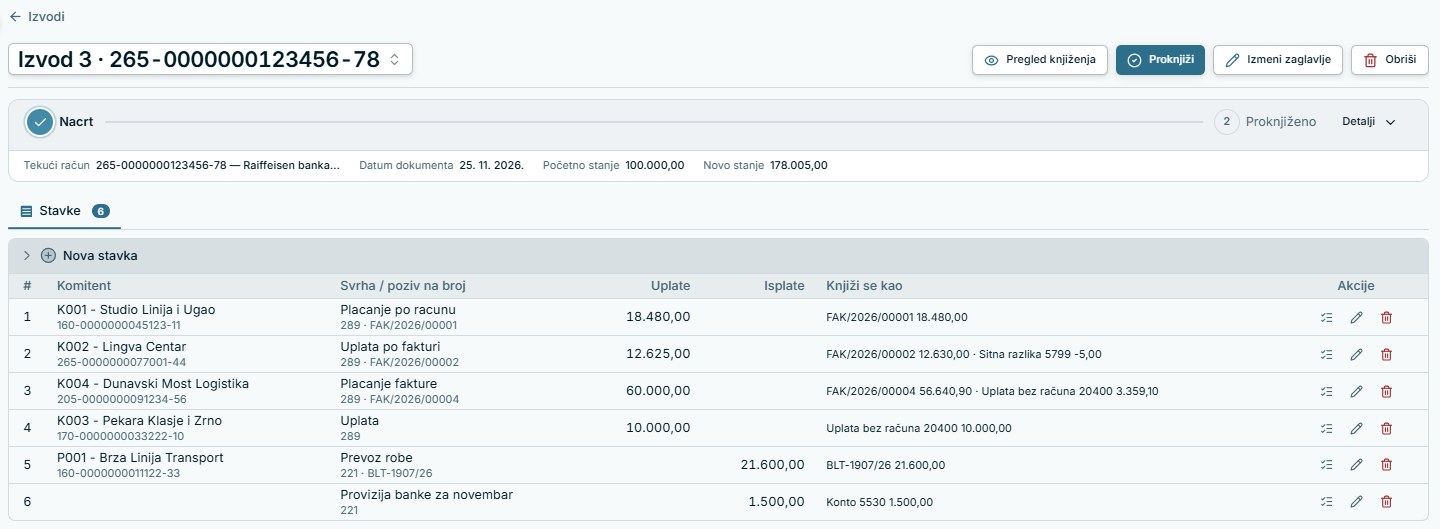 Izvodi
Izvod 3 · 265-0000000123456-78
Pregled knjiženja Proknjiži Izmeni zaglavlje Obriši
Nacrt 2 Proknjiženo Detalji
Tekući račun 265-0000000123456-78 — Raiffeisen banka... Datum dokumenta 25. 11. 2026. Početno stanje 100.000,00 Novo stanje 178.005,00
Stavke 6
Nova stavka
# Komitent Svrha / poziv na broj Uplate Isplate Knjiži se kao Akcije
1 K001 - Studio Linija i Ugao Placanje po racunu 18.480,00 FAK/2026/00001 18.480,00
160-0000000045123-11 289 · FAK/2026/00001
2 K002 - Lingva Centar Uplata po fakturi 12.625,00 FAK/2026/00002 12.630,00 · Sitna razlika 5799 -5,00
265-0000000077001-44 289 · FAK/2026/00002
3 K004 - Dunavski Most Logistika Placanje fakture 60.000,00 FAK/2026/00004 56.640,90 · Uplata bez računa 20400 3.359,10
205-0000000091234-56 289 · FAK/2026/00004
4 K003 - Pekara Klasje i Zrno Uplata 10.000,00 Uplata bez računa 20400 10.000,00
170-0000000033222-10 289
5 P001 - Brza Linija Transport Prevoz robe 21.600,00 BLT-1907/26 21.600,00
160-0000000011122-33 221 · BLT-1907/26
6 Provizija banke za novembar 1.500,00 Konto 5530 1.500,00
221